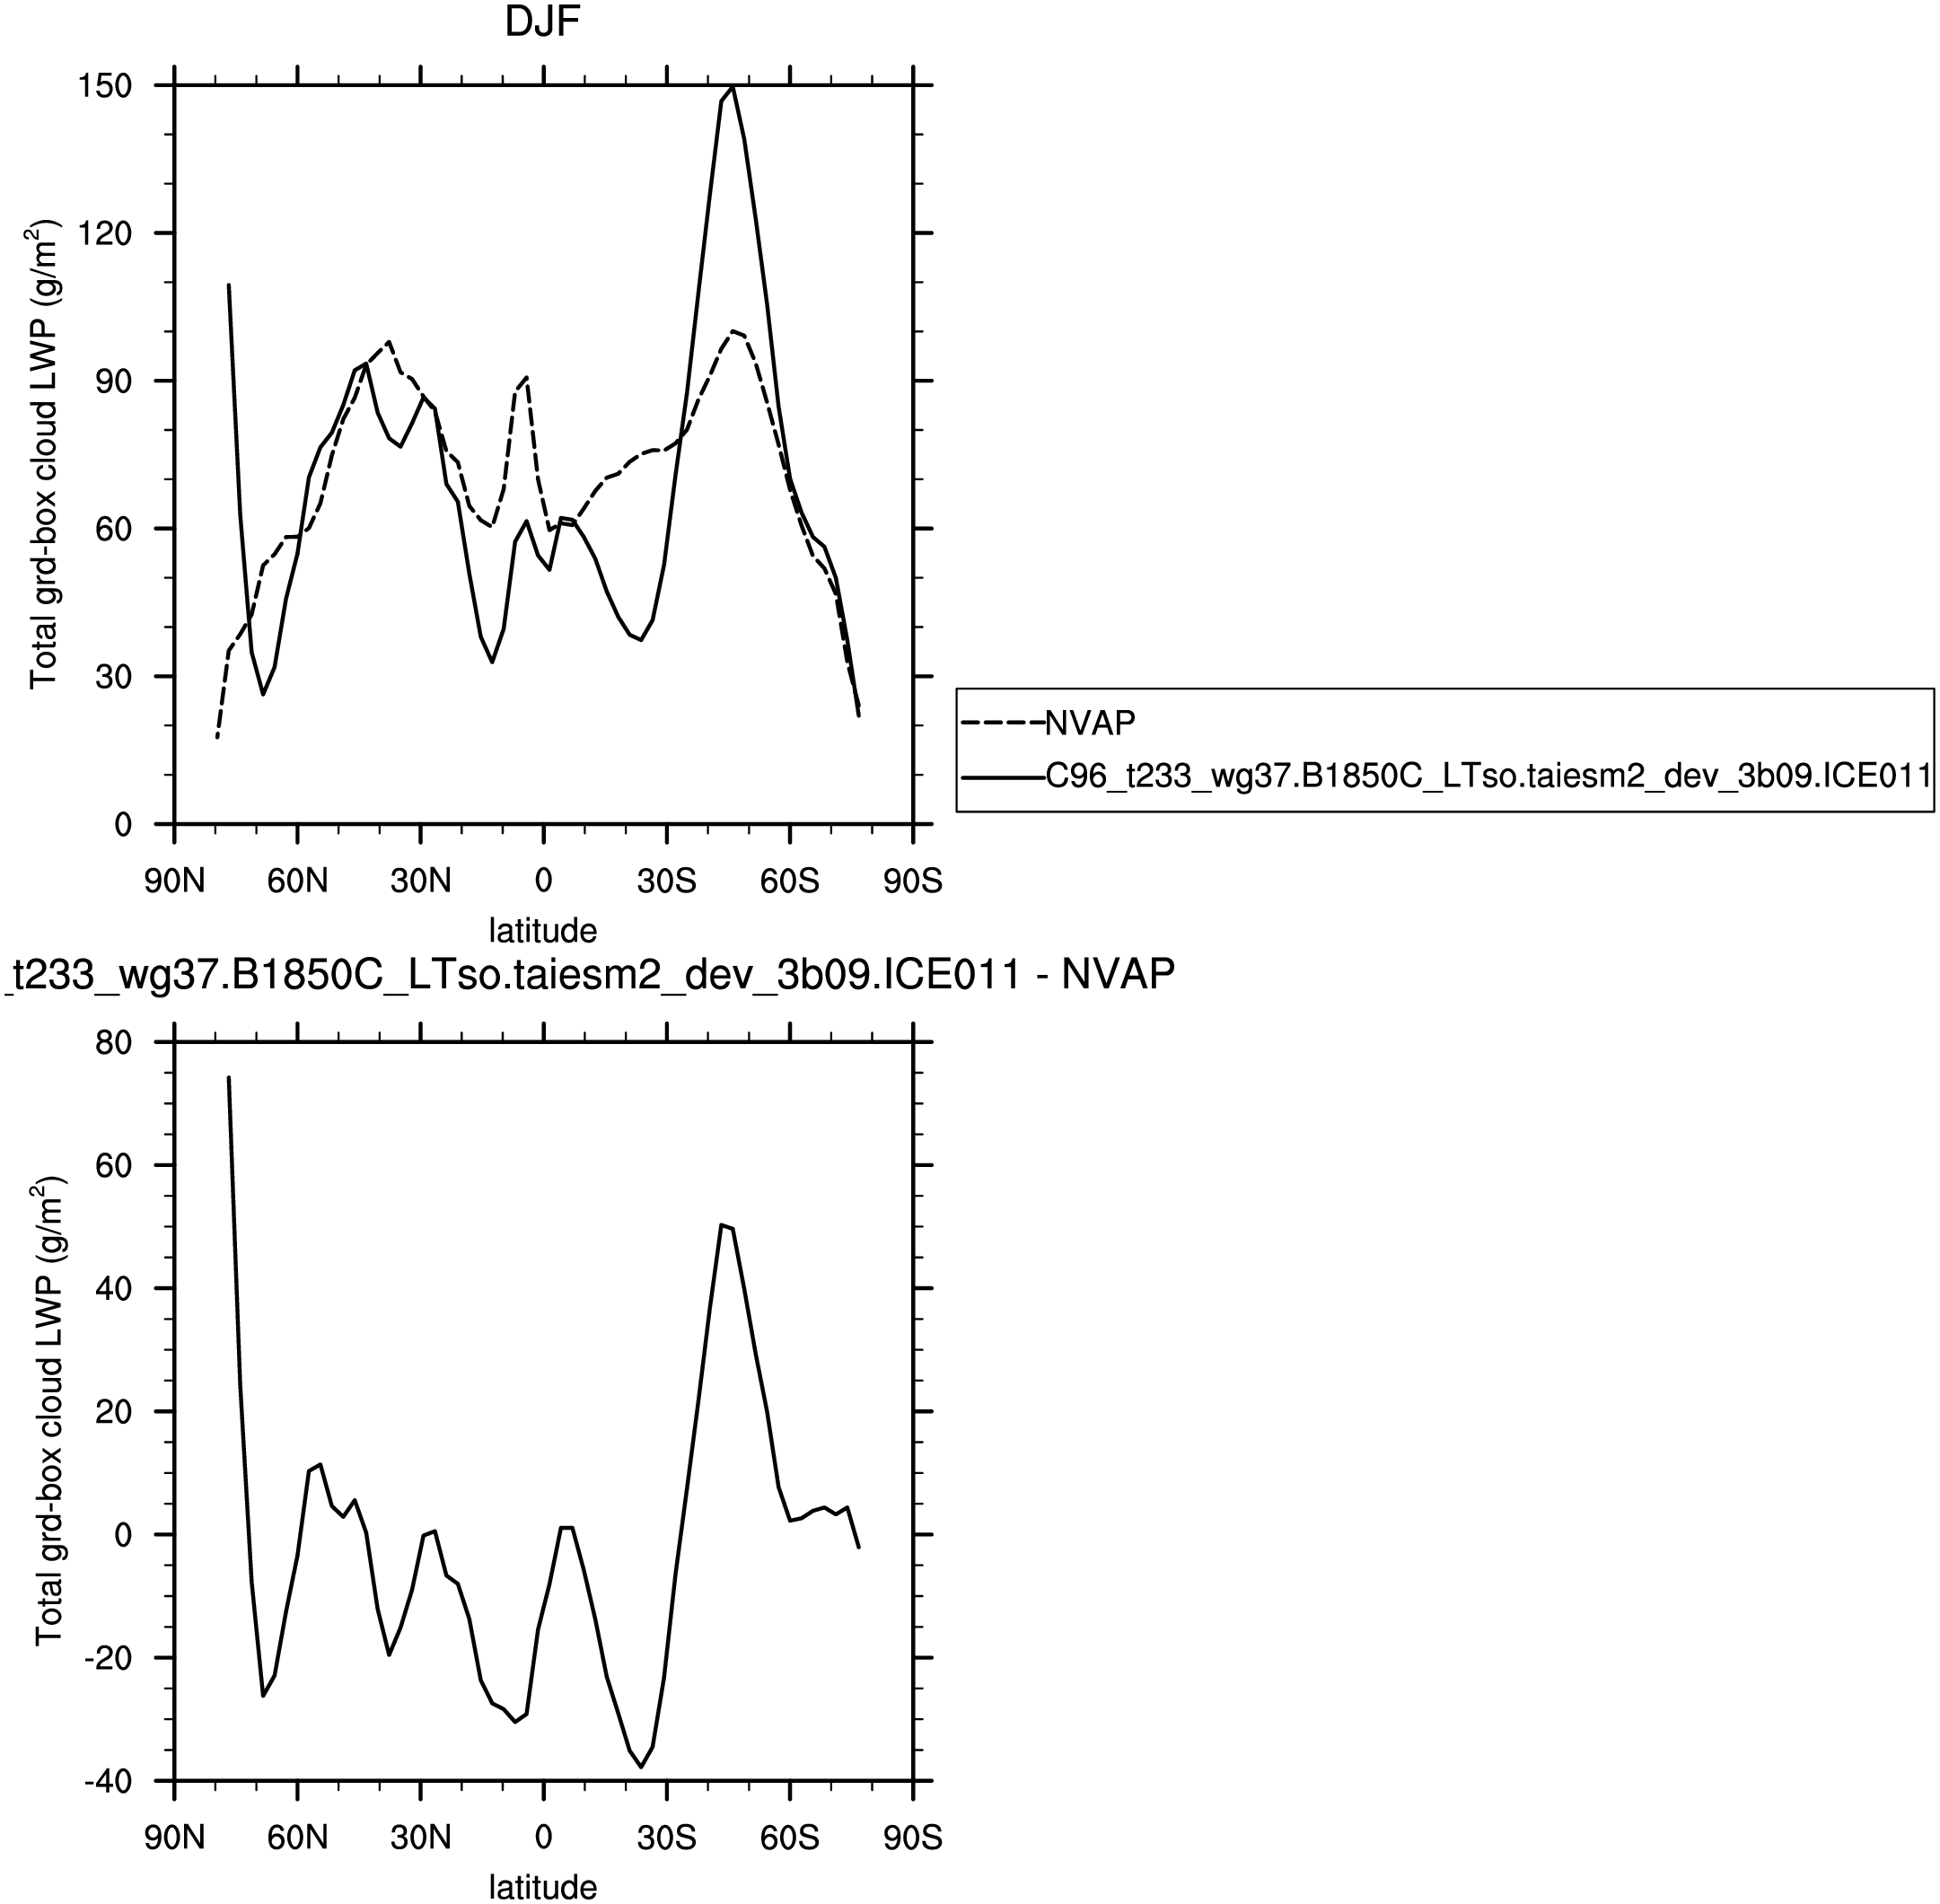 DJF
Total grd-box cloud LWP (g/m²)
150
120
90
60
30
0
90N 60N 30N 0 30S 60S 90S
latitude
NVAP
C96_t233_wg37.B1850C_LTso.taiesm2_dev_3b09.ICE011
_t233_wg37.B1850C_LTso.taiesm2_dev_3b09.ICE011 - NVAP
Total grd-box cloud LWP (g/m²)
80
60
40
20
0
-20
-40
90N 60N 30N 0 30S 60S 90S
latitude